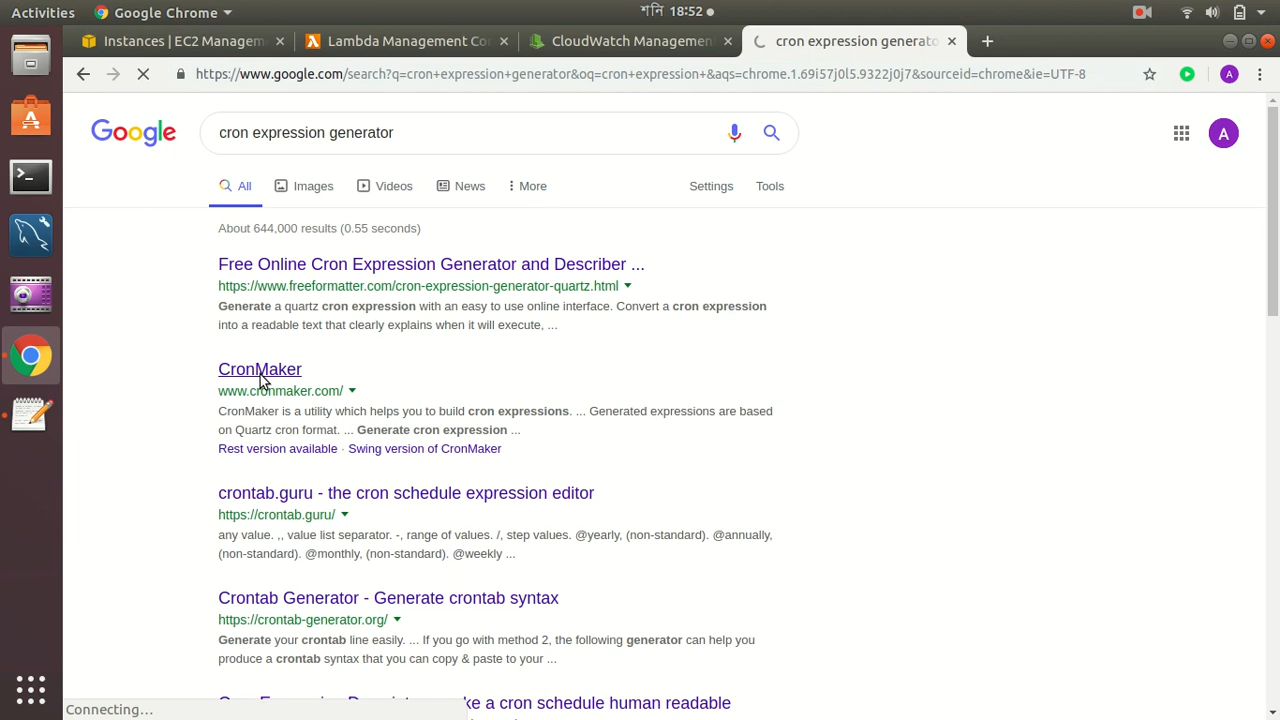 Activities Google Chrome শনি 18:52
Instances | EC2 Managem Lambda Management Co CloudWatch Management cron expression generato
https://www.google.com/search?q=cron+expression+generator&oq=cron+expression+&aqs=chrome.1.69i57j0l5.9322j0j7&sourceid=chrome&ie=UTF-8 A
Google cron expression generator A
All Images Videos News More Settings Tools
About 644,000 results (0.55 seconds)
Free Online Cron Expression Generator and Describer ...
https://www.freeformatter.com/cron-expression-generator-quartz.html
Generate a quartz cron expression with an easy to use online interface. Convert a cron expression
into a readable text that clearly explains when it will execute, ...
CronMaker
www.cronmaker.com/
CronMaker is a utility which helps you to build cron expressions. ... Generated expressions are based
on Quartz cron format. ... Generate cron expression ...
Rest version available · Swing version of CronMaker
crontab.guru - the cron schedule expression editor
https://crontab.guru/
any value. ,, value list separator. -, range of values. /, step values. @yearly, (non-standard). @annually,
(non-standard). @monthly, (non-standard). @weekly ...
Crontab Generator - Generate crontab syntax
https://crontab-generator.org/
Generate your crontab line easily. ... If you go with method 2, the following generator can help you
produce a crontab syntax that you can copy & paste to your ...
ke a cron schedule human readable
Connecting…